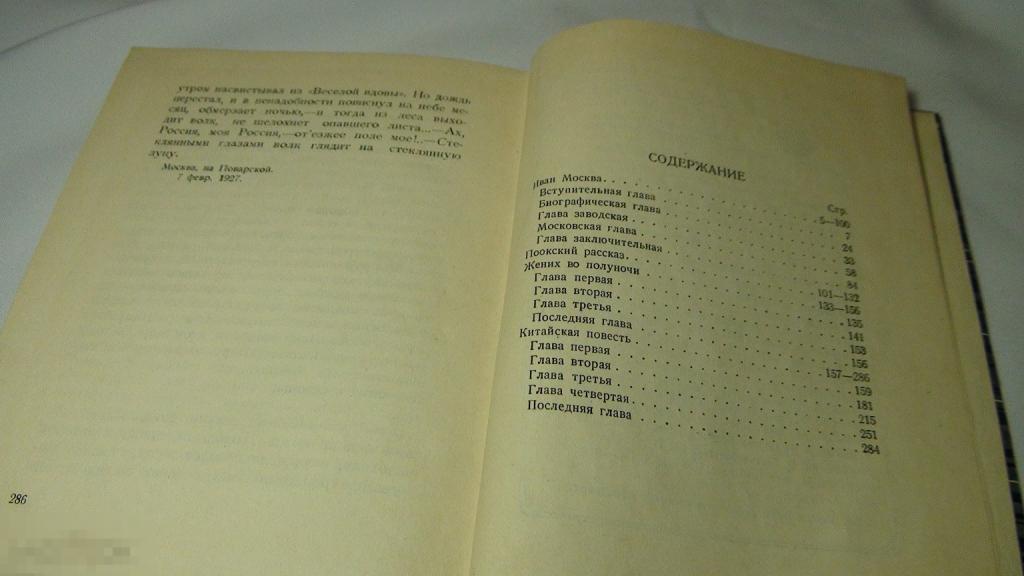 утром насвистывал из «Веселой вдовы». Но дождь
перестал, и в ненадобности повиснул на небе ме-
сяц, обмерзает ночью,—и тогда из леса выхо-
дит волк, не шелохнет опавшего листа...—Ах,
Россия, моя Россия,—от'езжее поле мое!..—Сте-
клянными глазами волк глядит на стеклянную
луну.
Москва, на Поварской.
7 февр. 1927.
286
СОДЕРЖАНИЕ
Стр.
Иван Москва. . . . . . . . . . . . . 5—100
Вступительная глава . . . . . . . . . . . 7
Биографическая глава . . . . . . . . . . . 24
Глава заводская . . . . . . . . . . . . 33
Московская глава . . . . . . . . . . . . 58
Глава заключительная . . . . . . . . . . . 84
Поокский рассказ. . . . . . . . . . . . 101—132
Жених во полуночи . . . . . . . . . . . 133—156
Глава первая . . . . . . . . . . . . . 135
Глава вторая . . . . . . . . . . . . . 141
Глава третья . . . . . . . . . . . . . 153
Последняя глава . . . . . . . . . . . . 156
Китайская повесть . . . . . . . . . . . 157—286
Глава первая . . . . . . . . . . . . . 159
Глава вторая . . . . . . . . . . . . . 181
Глава третья . . . . . . . . . . . . . 215
Глава четвертая . . . . . . . . . . . . 251
Последняя глава . . . . . . . . . . . . 284